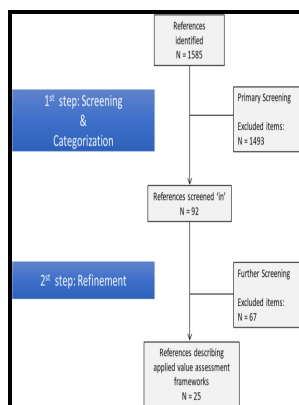 References
identified
N = 1585
1st step: Screening
&
Categorization
Primary Screening
Excluded items:
N = 1493
References screened 'in'
N = 92
2st step: Refinement
Further Screening
Excluded items:
N = 67
References describing
applied value assessment
frameworks
N = 25